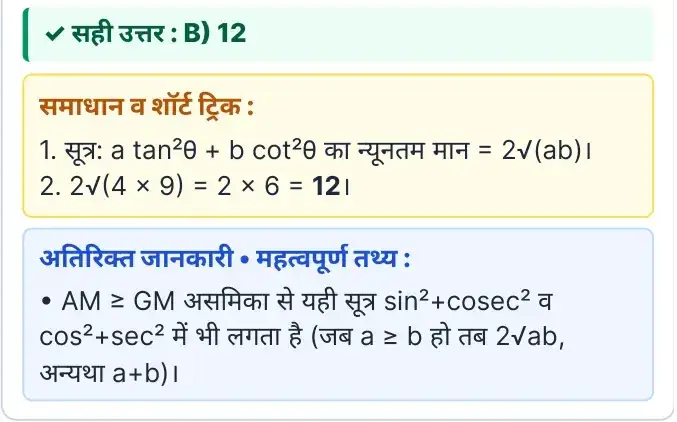 ✓ सही उत्तर : B) 12
समाधान व शॉर्ट ट्रिक :
1. सूत्र: a tan²θ + b cot²θ का न्यूनतम मान = 2√(ab)।
2. 2√(4 × 9) = 2 × 6 = 12।
अतिरिक्त जानकारी • महत्वपूर्ण तथ्य :
• AM ≥ GM असमिका से यही सूत्र sin²+cosec² व
cos²+sec² में भी लगता है (जब a ≥ b हो तब 2√ab,
अन्यथा a+b)।